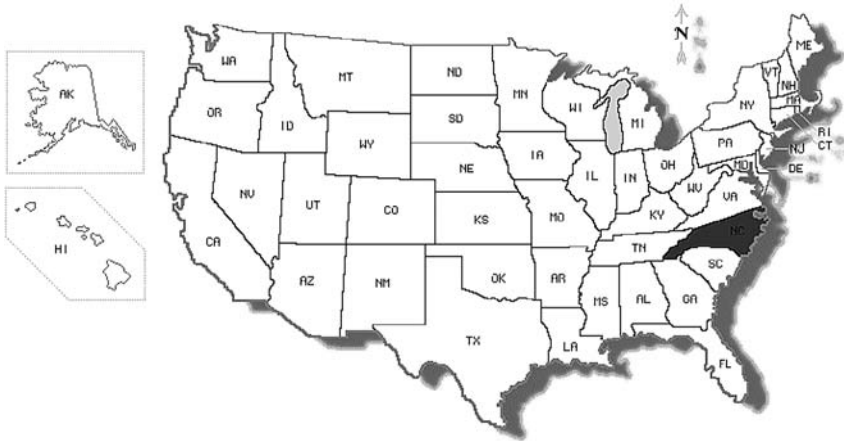 N
WA
MT
ND
MN
ME
VT
NH
AK
OR
ID
SD
WI
MI
NY
MA
WY
RI
CT
IA
PA
NJ
NE
OH
MD
DE
NV
UT
CO
IL
IN
WV
VA
KS
MO
KY
CA
HI
TN
NC
OK
AR
SC
AZ
NM
MS
AL
GA
TX
LA
FL